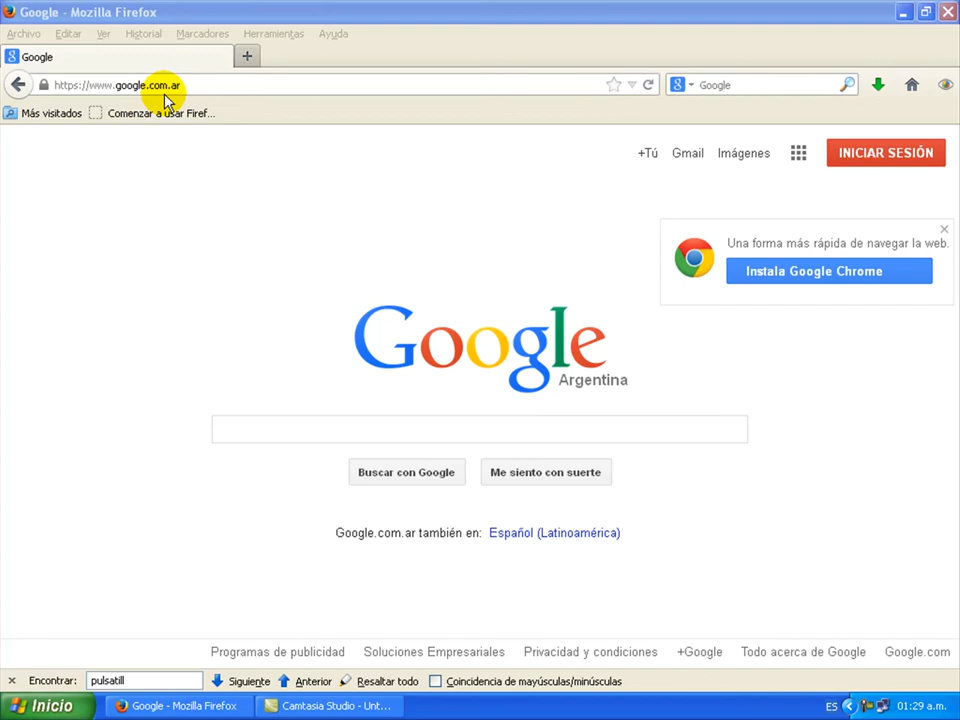 Google - Mozilla Firefox
Archivo Editar Ver Historial Marcadores Herramientas Ayuda
Google
https://www.google.com.ar Google
Más visitados Comenzar a usar Firef...
+Tú Gmail Imágenes INICIAR SESIÓN
Una forma más rápida de navegar la web.
Instala Google Chrome
Google
Argentina
Buscar con Google Me siento con suerte
Google.com.ar también en: Español (Latinoamérica)
Programas de publicidad Soluciones Empresariales Privacidad y condiciones +Google Todo acerca de Google Google.com
Encontrar: pulsatill Siguiente Anterior Resaltar todo Coincidencia de mayúsculas/minúsculas
Inicio Google - Mozilla Firefox Camtasia Studio - Unt... ES 01:29 a.m.